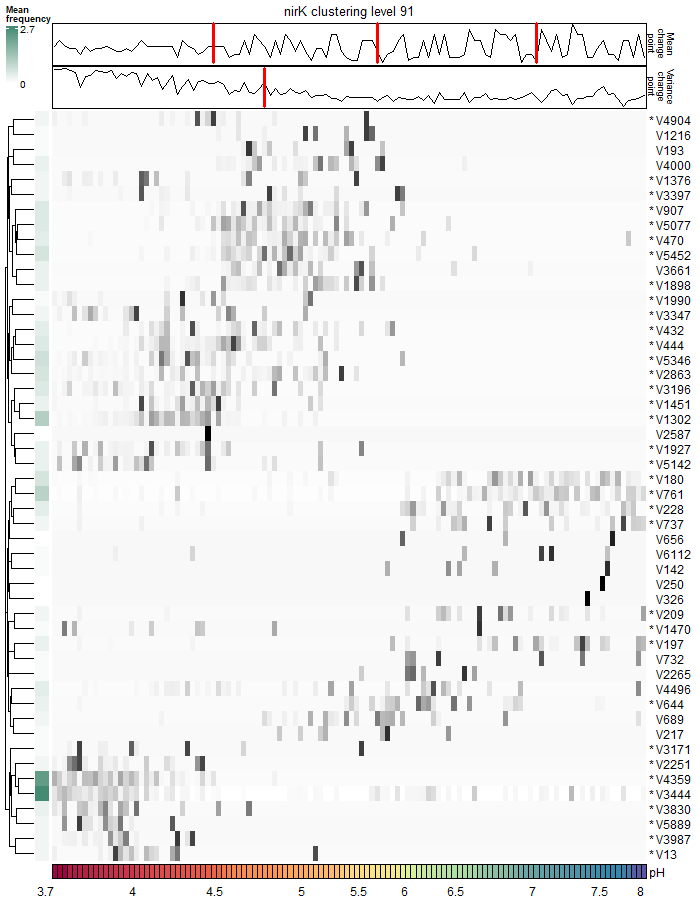 nirK clustering level 91
Mean
frequency
2.7
0
Mean
change
point
Variance
change
point
* V4904
V1216
V193
V4000
* V1376
* V3397
* V907
* V5077
* V470
* V5452
V3661
* V1898
* V1990
* V3347
* V432
* V444
* V5346
* V2863
* V3196
* V1451
* V1302
V2587
* V1927
* V5142
* V180
* V761
* V228
* V737
V656
V6112
V142
V250
V326
* V209
* V1470
* V197
V732
V2265
V4496
* V644
V689
V217
* V3171
* V2251
* V4359
* V3444
* V3830
* V5889
* V3987
* V13
pH
3.7 4 4.5 5 5.5 6 6.5 7 7.5 8